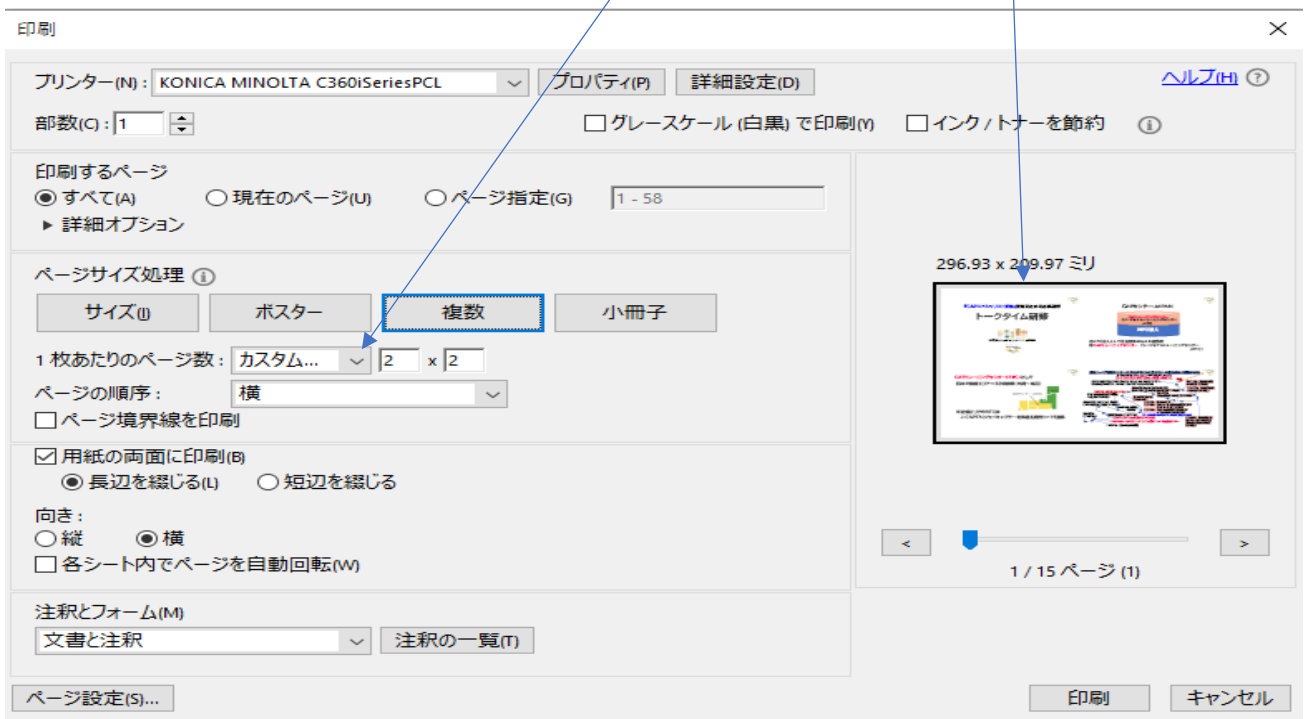 印刷
プリンター(N): KONICA MINOLTA C360iSeriesPCL プロパティ(P) 詳細設定(D) ヘルプ(H)
部数(C): 1 グレースケール (白黒) で印刷(Y) インク / トナーを節約
印刷するページ
すべて(A) 現在のページ(U) ページ指定(G) 1 - 58
詳細オプション
ページサイズ処理
サイズ(I) ポスター 複数 小冊子
1 枚あたりのページ数: カスタム... 2 x 2
ページの順序: 横
ページ境界線を印刷
用紙の両面に印刷(B)
長辺を綴じる(L) 短辺を綴じる
向き:
縦 横
各シート内でページを自動回転(W)
注釈とフォーム(M)
文書と注釈 注釈の一覧(T)
296.93 x 209.97 ミリ
トークタイム研修
< >
1 / 15 ページ (1)
ページ設定(S)... 印刷 キャンセル